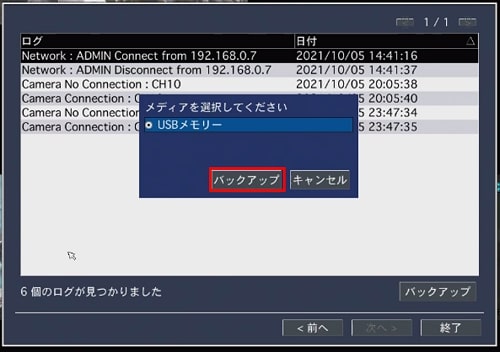 1 / 1
ログ 日付 △
Network : ADMIN Connect from 192.168.0.7 2021/10/05 14:41:16
Network : ADMIN Disconnect from 192.168.0.7 2021/10/05 14:41:37
Camera No Connection : CH10 2021/10/05 20:05:38
Camera Connection : 5 20:05:40
Camera No Connection 5 23:47:34
Camera Connection : 5 23:47:35
メディアを選択してください
USBメモリー
バックアップ キャンセル
6 個のログが見つかりました バックアップ
< 前へ 次へ > 終了